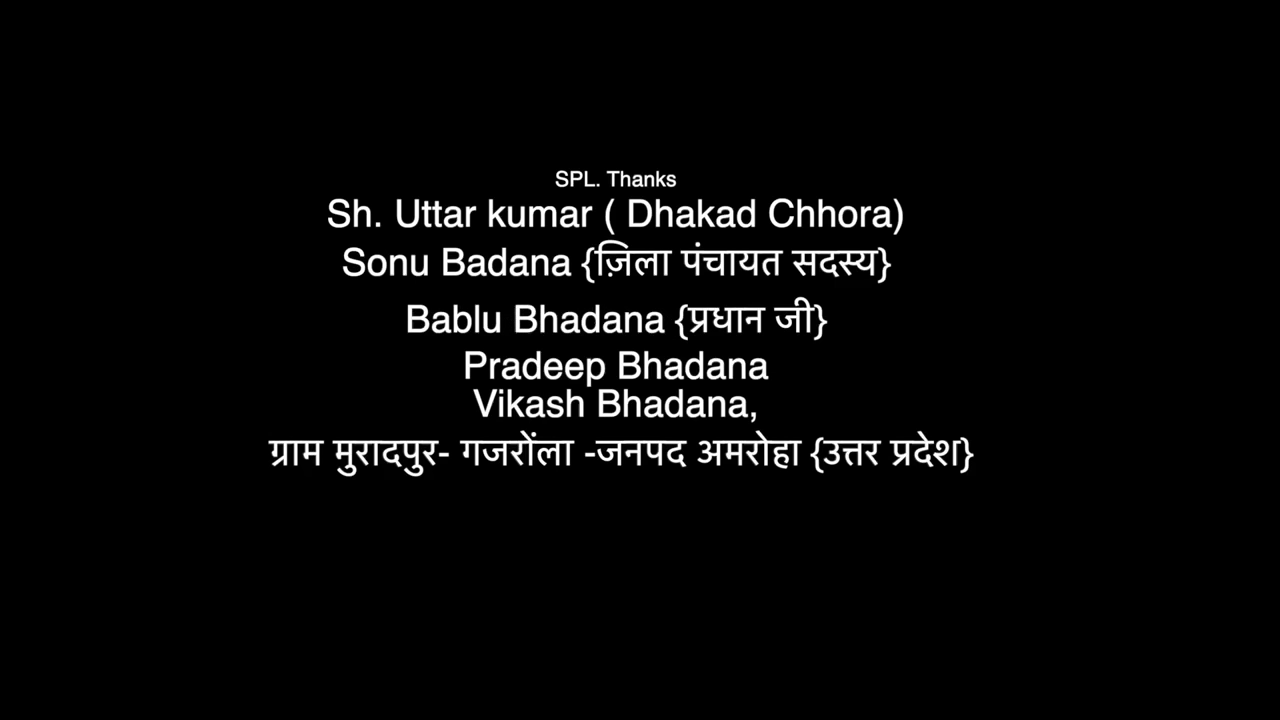 SPL. Thanks
Sh. Uttar kumar ( Dhakad Chhora)
Sonu Badana {ज़िला पंचायत सदस्य}
Bablu Bhadana {प्रधान जी}
Pradeep Bhadana
Vikash Bhadana,
ग्राम मुरादपुर- गजरोंला -जनपद अमरोहा {उत्तर प्रदेश}